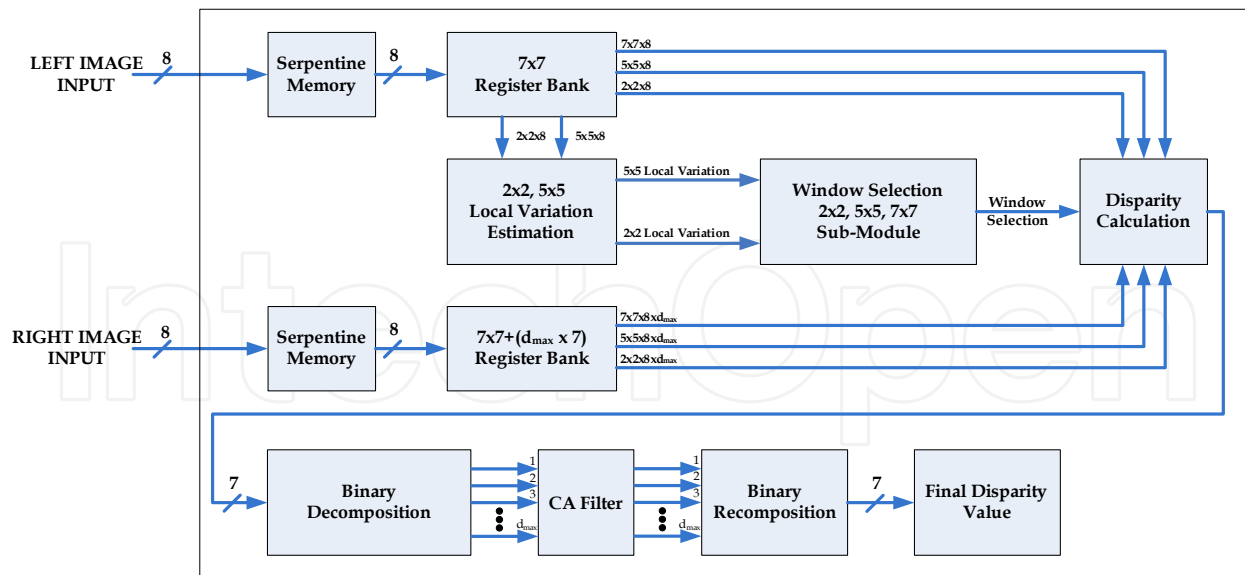 LEFT IMAGE
INPUT
8
Serpentine
Memory
8
7x7
Register Bank
7x7x8
5x5x8
2x2x8
2x2x8
5x5x8
2x2, 5x5
Local Variation
Estimation
5x5 Local Variation
2x2 Local Variation
Window Selection
2x2, 5x5, 7x7
Sub-Module
Window
Selection
Disparity
Calculation
RIGHT IMAGE
INPUT
8
Serpentine
Memory
8
7x7+(dmax x 7)
Register Bank
7x7x8xdmax
5x5x8xdmax
2x2x8xdmax
IntechOpen
7
Binary
Decomposition
1
2
3
dmax
CA Filter
1
2
3
dmax
Binary
Recomposition
7
Final Disparity
Value